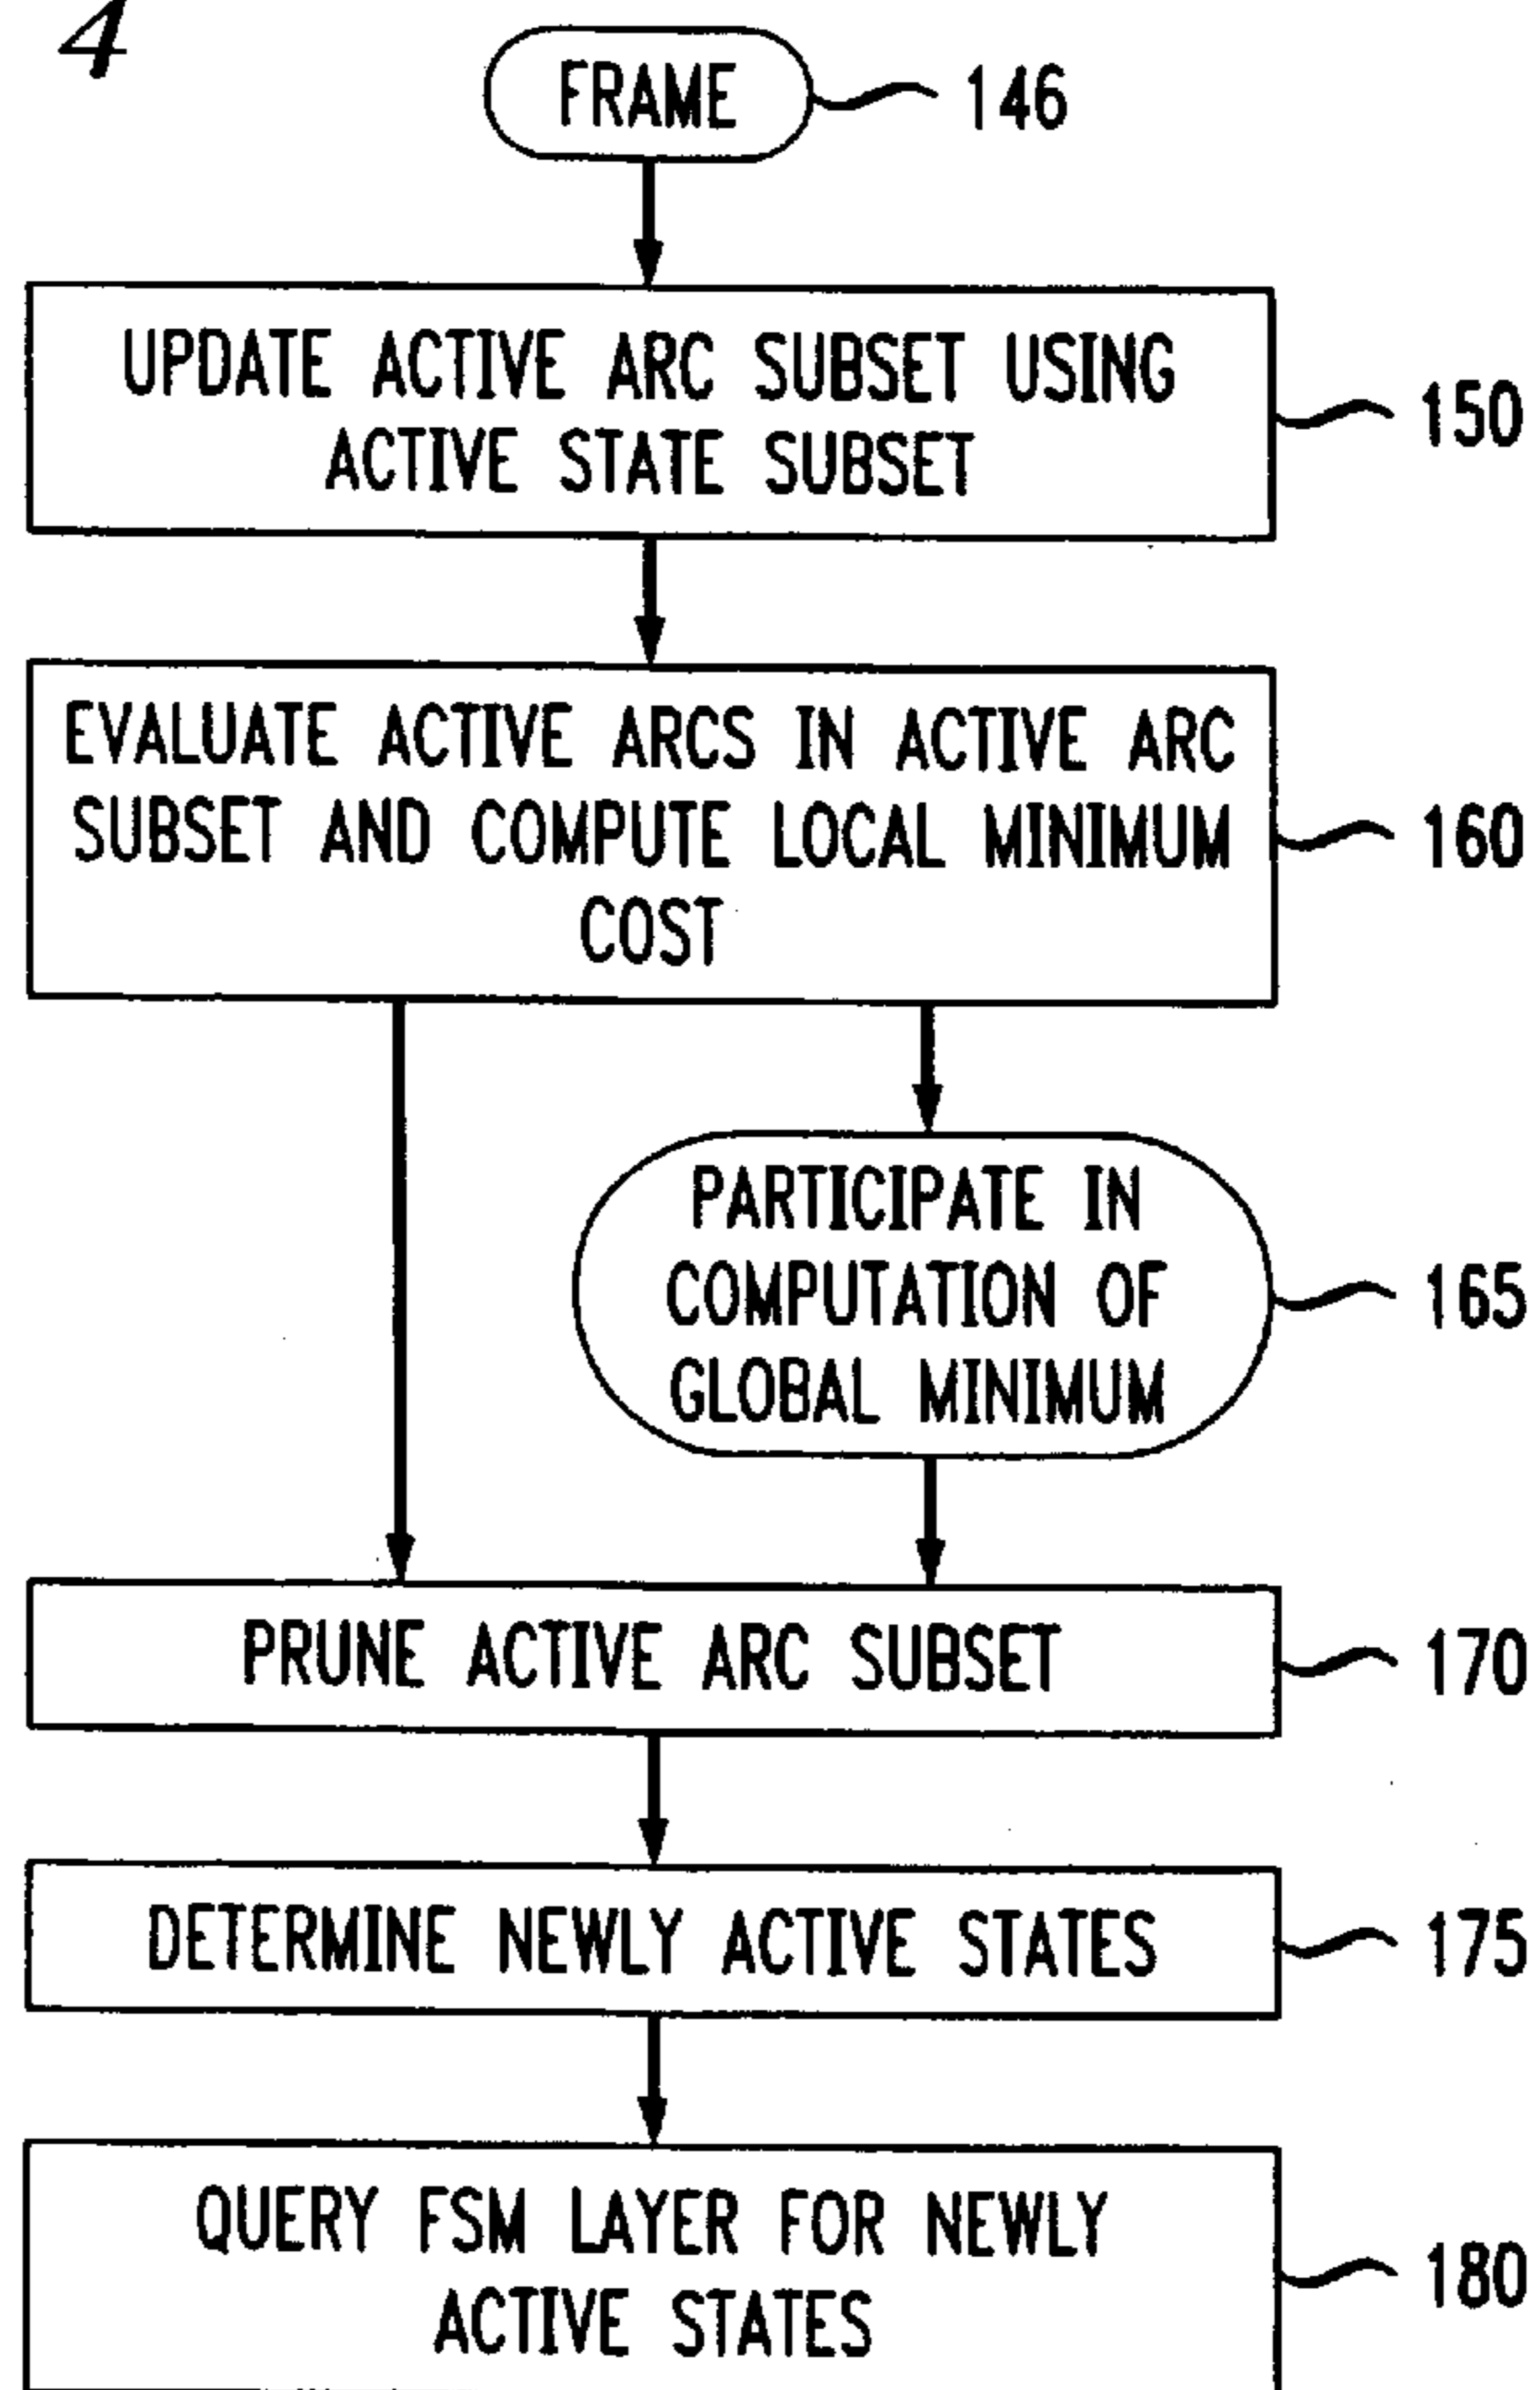 4
FRAME
146
UPDATE ACTIVE ARC SUBSET USING
ACTIVE STATE SUBSET
150
EVALUATE ACTIVE ARCS IN ACTIVE ARC
SUBSET AND COMPUTE LOCAL MINIMUM
COST
160
PARTICIPATE IN
COMPUTATION OF
GLOBAL MINIMUM
165
PRUNE ACTIVE ARC SUBSET
170
DETERMINE NEWLY ACTIVE STATES
175
QUERY FSM LAYER FOR NEWLY
ACTIVE STATES
180